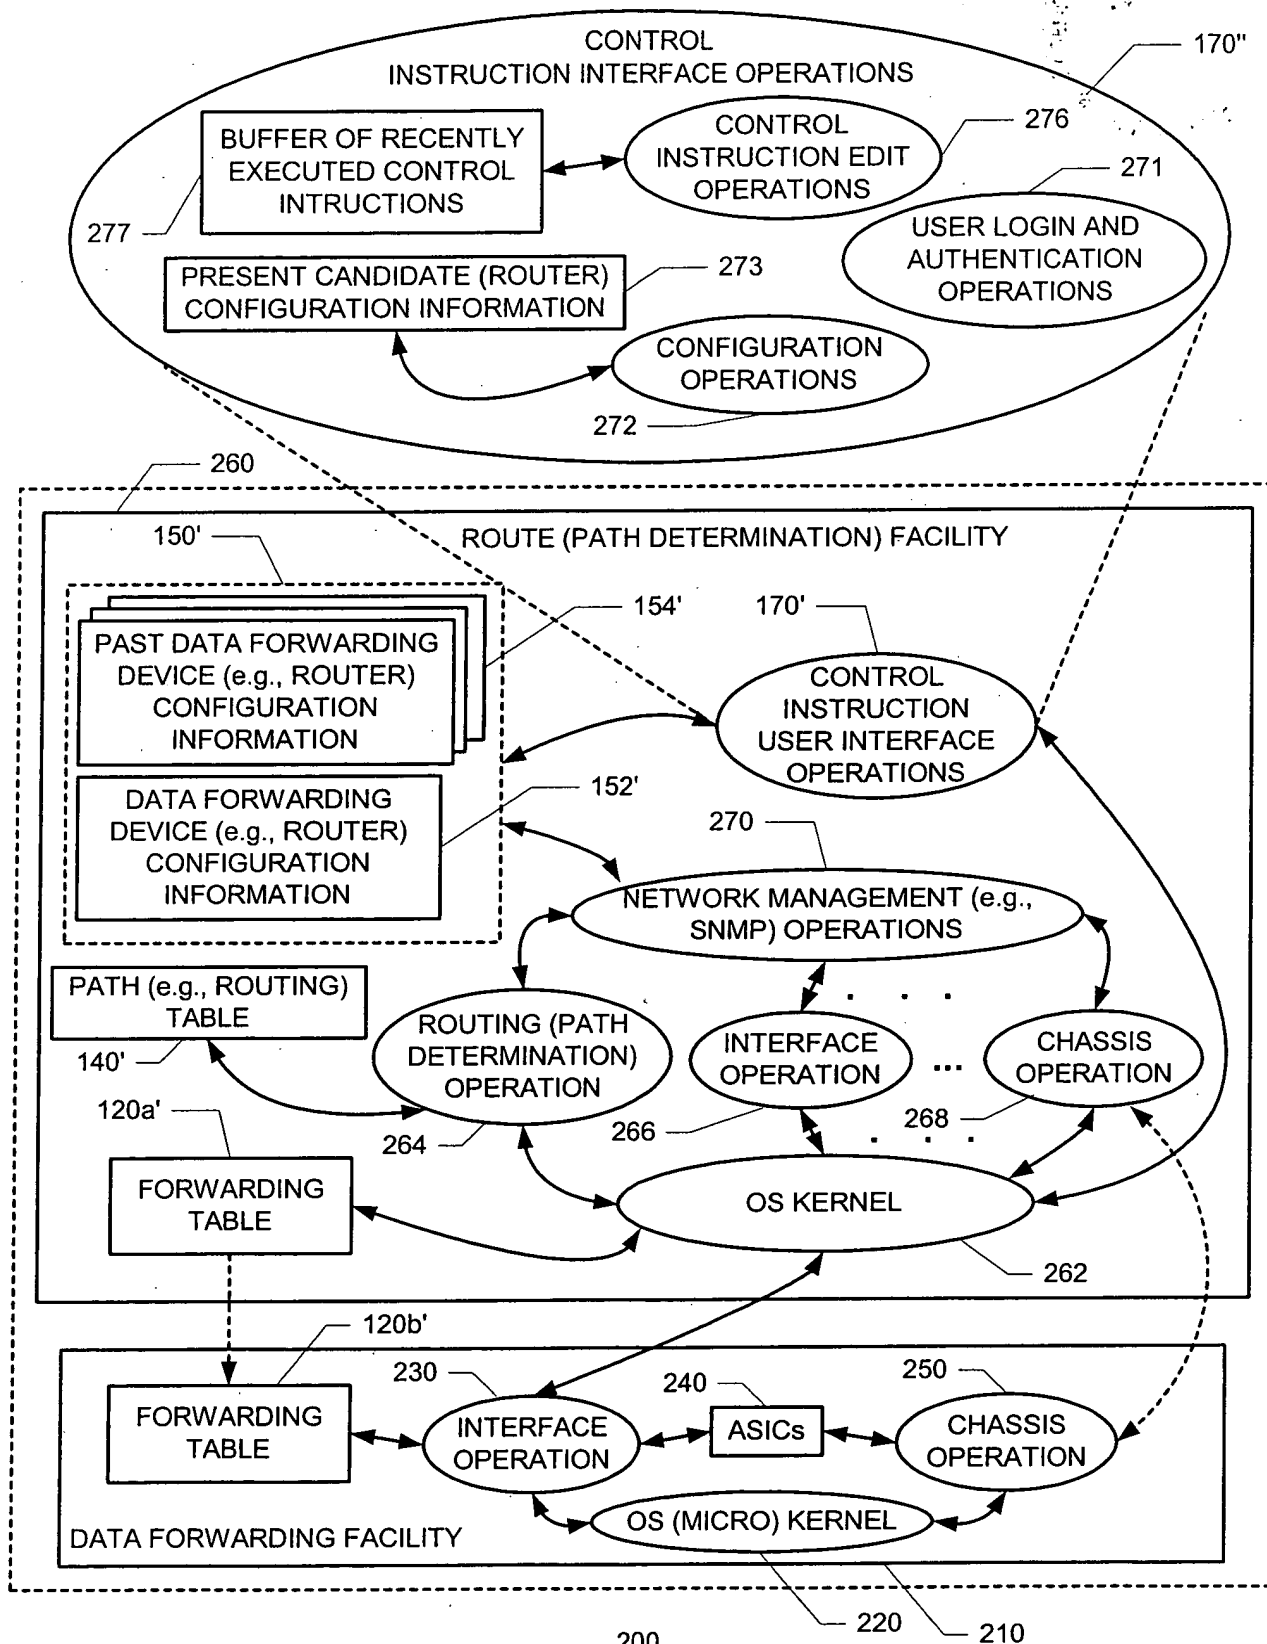 CONTROL
INSTRUCTION INTERFACE OPERATIONS
170"
BUFFER OF RECENTLY
EXECUTED CONTROL
INTRUCTIONS
277
CONTROL
INSTRUCTION EDIT
OPERATIONS
276
271
USER LOGIN AND
AUTHENTICATION
OPERATIONS
PRESENT CANDIDATE (ROUTER)
CONFIGURATION INFORMATION
273
CONFIGURATION
OPERATIONS
272
260
ROUTE (PATH DETERMINATION) FACILITY
150'
154'
170'
PAST DATA FORWARDING
DEVICE (e.g., ROUTER)
CONFIGURATION
INFORMATION
CONTROL
INSTRUCTION
USER INTERFACE
OPERATIONS
DATA FORWARDING
DEVICE (e.g., ROUTER)
CONFIGURATION
INFORMATION
152'
270
NETWORK MANAGEMENT (e.g.,
SNMP) OPERATIONS
. . .
PATH (e.g., ROUTING)
TABLE
140'
ROUTING (PATH
DETERMINATION)
OPERATION
264
INTERFACE
OPERATION
266
...
CHASSIS
OPERATION
268
. . .
120a'
FORWARDING
TABLE
OS KERNEL
262
120b'
FORWARDING
TABLE
230
INTERFACE
OPERATION
240
ASICs
250
CHASSIS
OPERATION
OS (MICRO) KERNEL
DATA FORWARDING FACILITY
220
210
200